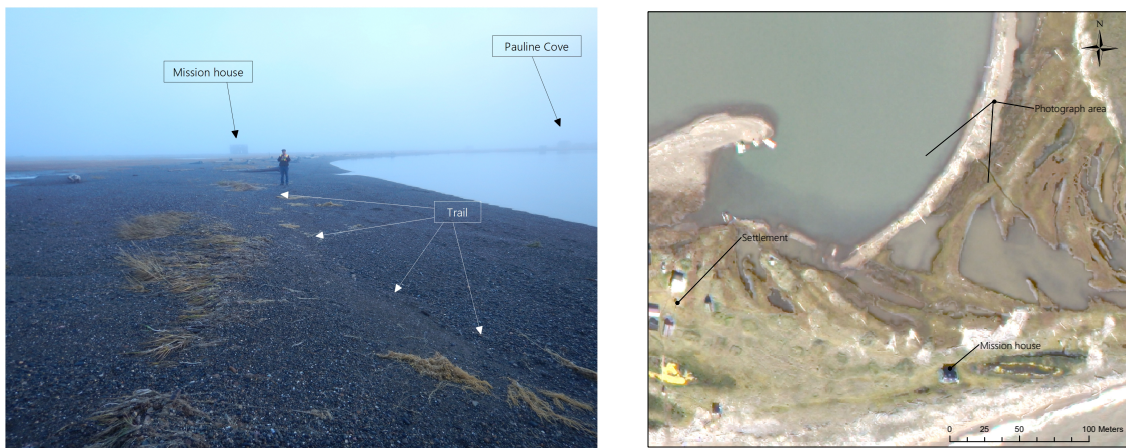 Pauline Cove
Mission house
Trail
N
Photograph area
Settlement
Mission house
0 25 50 100 Meters